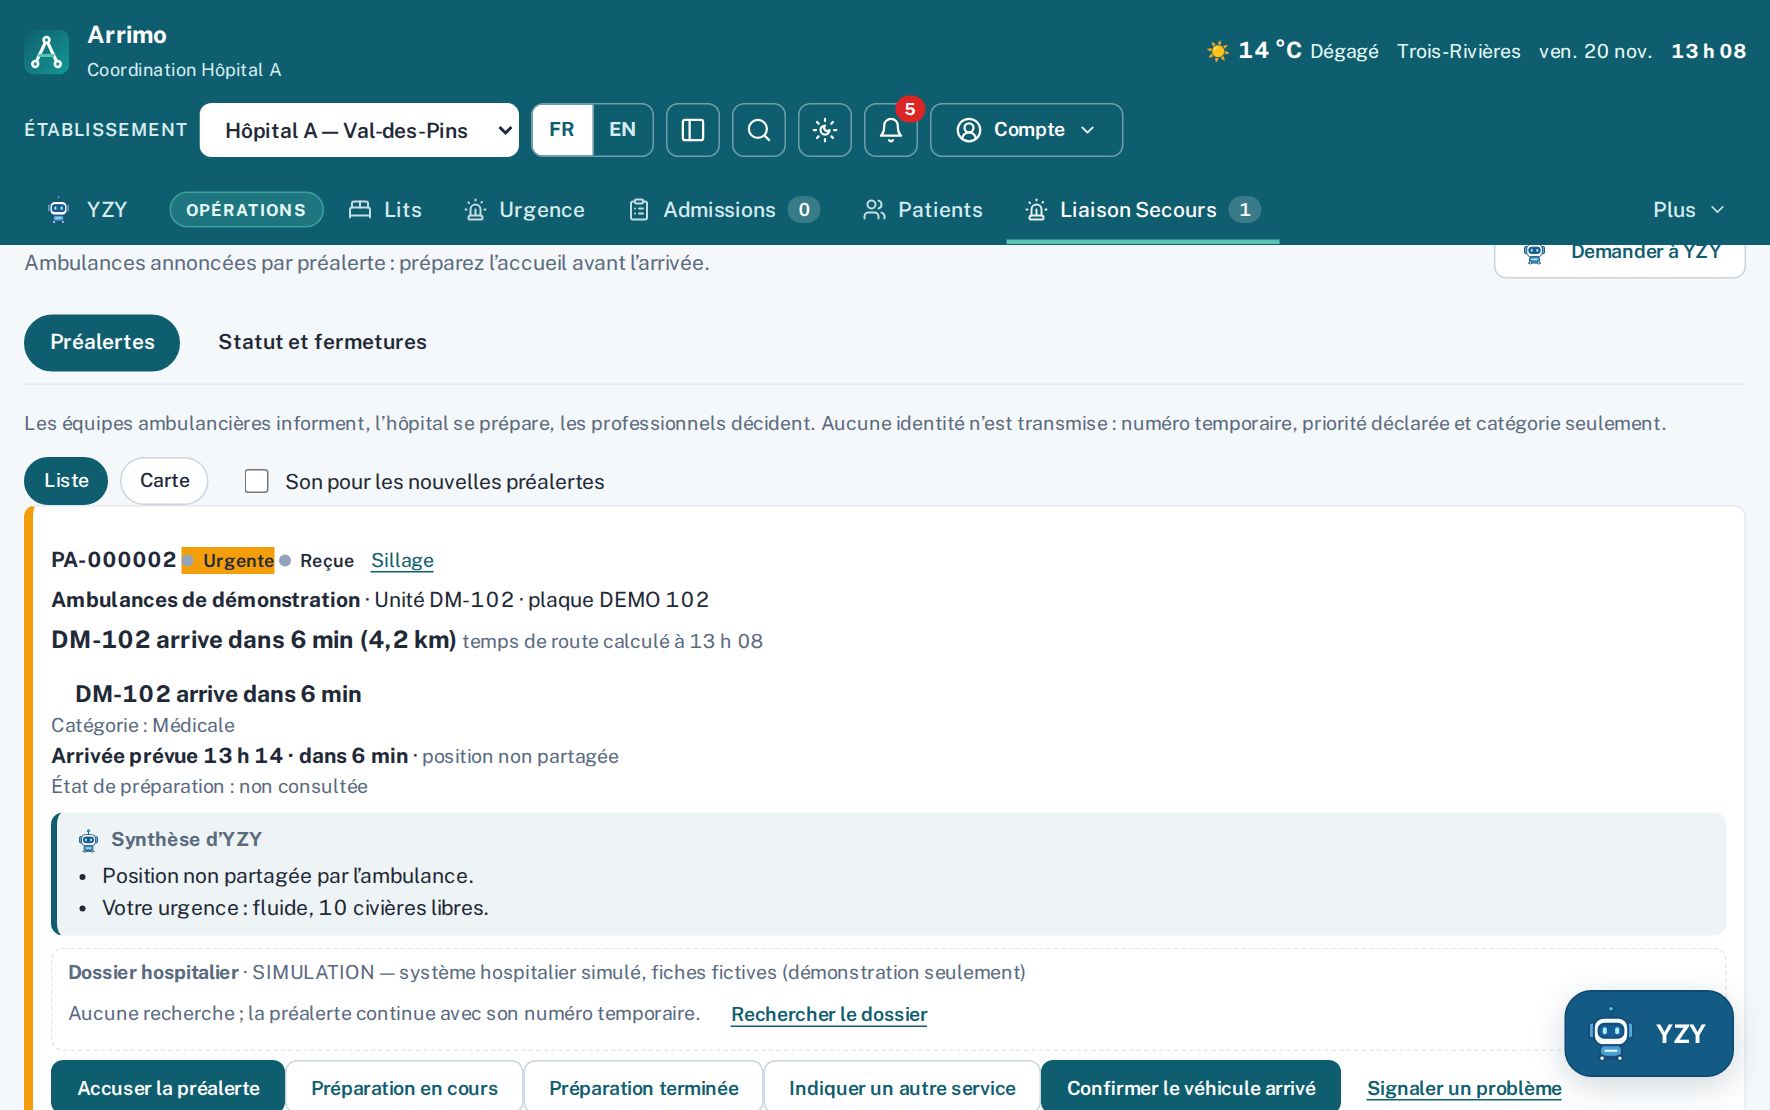 Arrimo
Coordination Hôpital A
☀️ 14 °C Dégagé Trois-Rivières ven. 20 nov. 13 h 08
ÉTABLISSEMENT Hôpital A — Val-des-Pins FR EN 5 Compte
YZY OPÉRATIONS Lits Urgence Admissions 0 Patients Liaison Secours 1 Plus
Ambulances annoncées par préalerte : préparez l’accueil avant l’arrivée. Demander à YZY
Préalertes Statut et fermetures
Les équipes ambulancières informent, l’hôpital se prépare, les professionnels décident. Aucune identité n’est transmise : numéro temporaire, priorité déclarée et catégorie seulement.
Liste Carte Son pour les nouvelles préalertes
PA-000002 Urgente Reçue Sillage
Ambulances de démonstration · Unité DM-102 · plaque DEMO 102
DM-102 arrive dans 6 min (4,2 km) temps de route calculé à 13 h 08
DM-102 arrive dans 6 min
Catégorie : Médicale
Arrivée prévue 13 h 14 · dans 6 min · position non partagée
État de préparation : non consultée
Synthèse d’YZY
• Position non partagée par l’ambulance.
• Votre urgence : fluide, 10 civières libres.
Dossier hospitalier · SIMULATION — système hospitalier simulé, fiches fictives (démonstration seulement)
Aucune recherche ; la préalerte continue avec son numéro temporaire. Rechercher le dossier
YZY
Accuser la préalerte Préparation en cours Préparation terminée Indiquer un autre service Confirmer le véhicule arrivé Signaler un problème